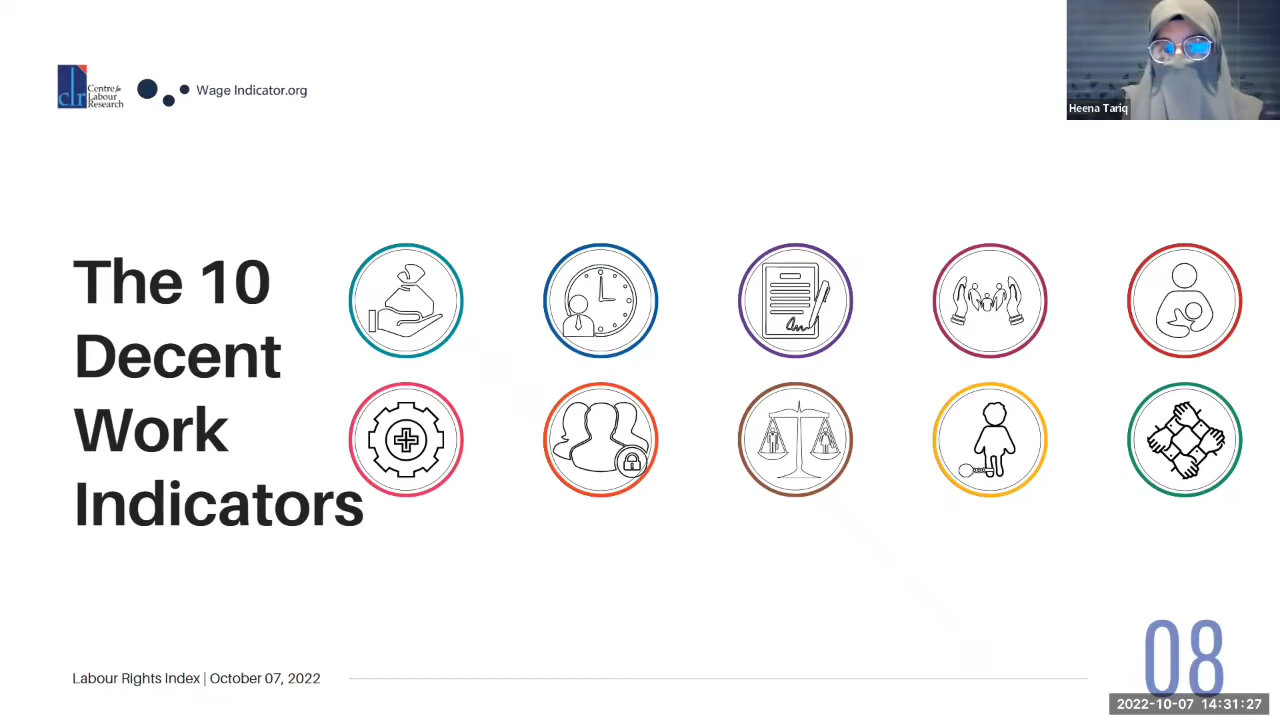 clr
Centre for
Labour
Research
Wage Indicator.org
Heena Tariq
The 10
Decent
Work
Indicators
Labour Rights Index | October 07, 2022
08
2022-10-07 14:31:27